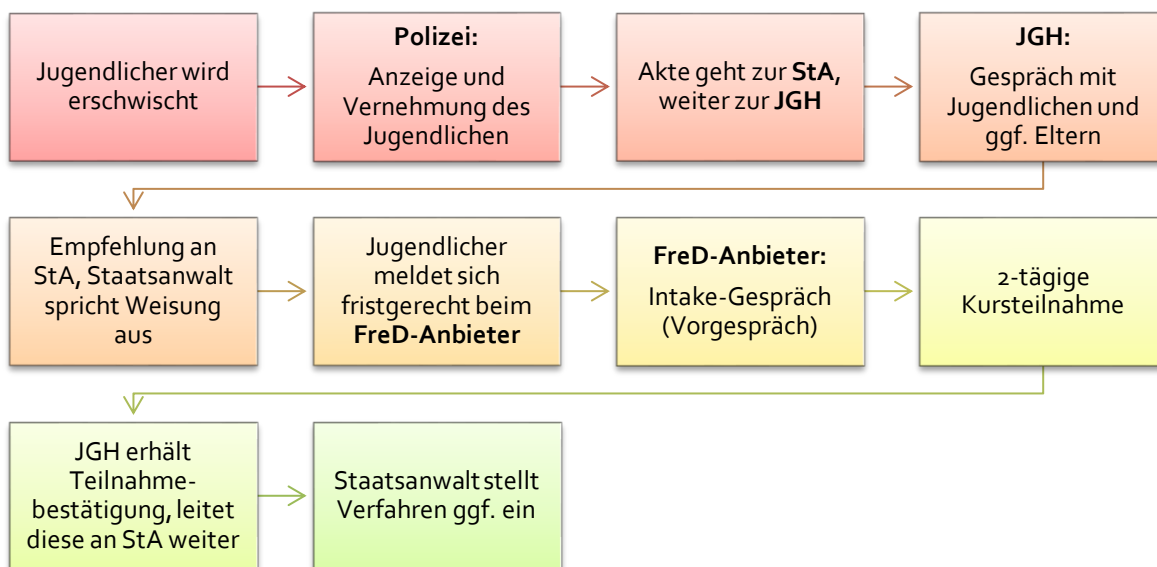 Jugendlicher wird
erschwischt
Polizei:
Anzeige und
Vernehmung des
Jugendlichen
Akte geht zur StA,
weiter zur JGH
JGH:
Gespräch mit
Jugendlichen und
ggf. Eltern
Empfehlung an
StA, Staatsanwalt
spricht Weisung
aus
Jugendlicher
meldet sich
fristgerecht beim
FreD-Anbieter
FreD-Anbieter:
Intake-Gespräch
(Vorgespräch)
2-tägige
Kursteilnahme
JGH erhält
Teilnahme-
bestätigung, leitet
diese an StA weiter
Staatsanwalt stellt
Verfahren ggf. ein